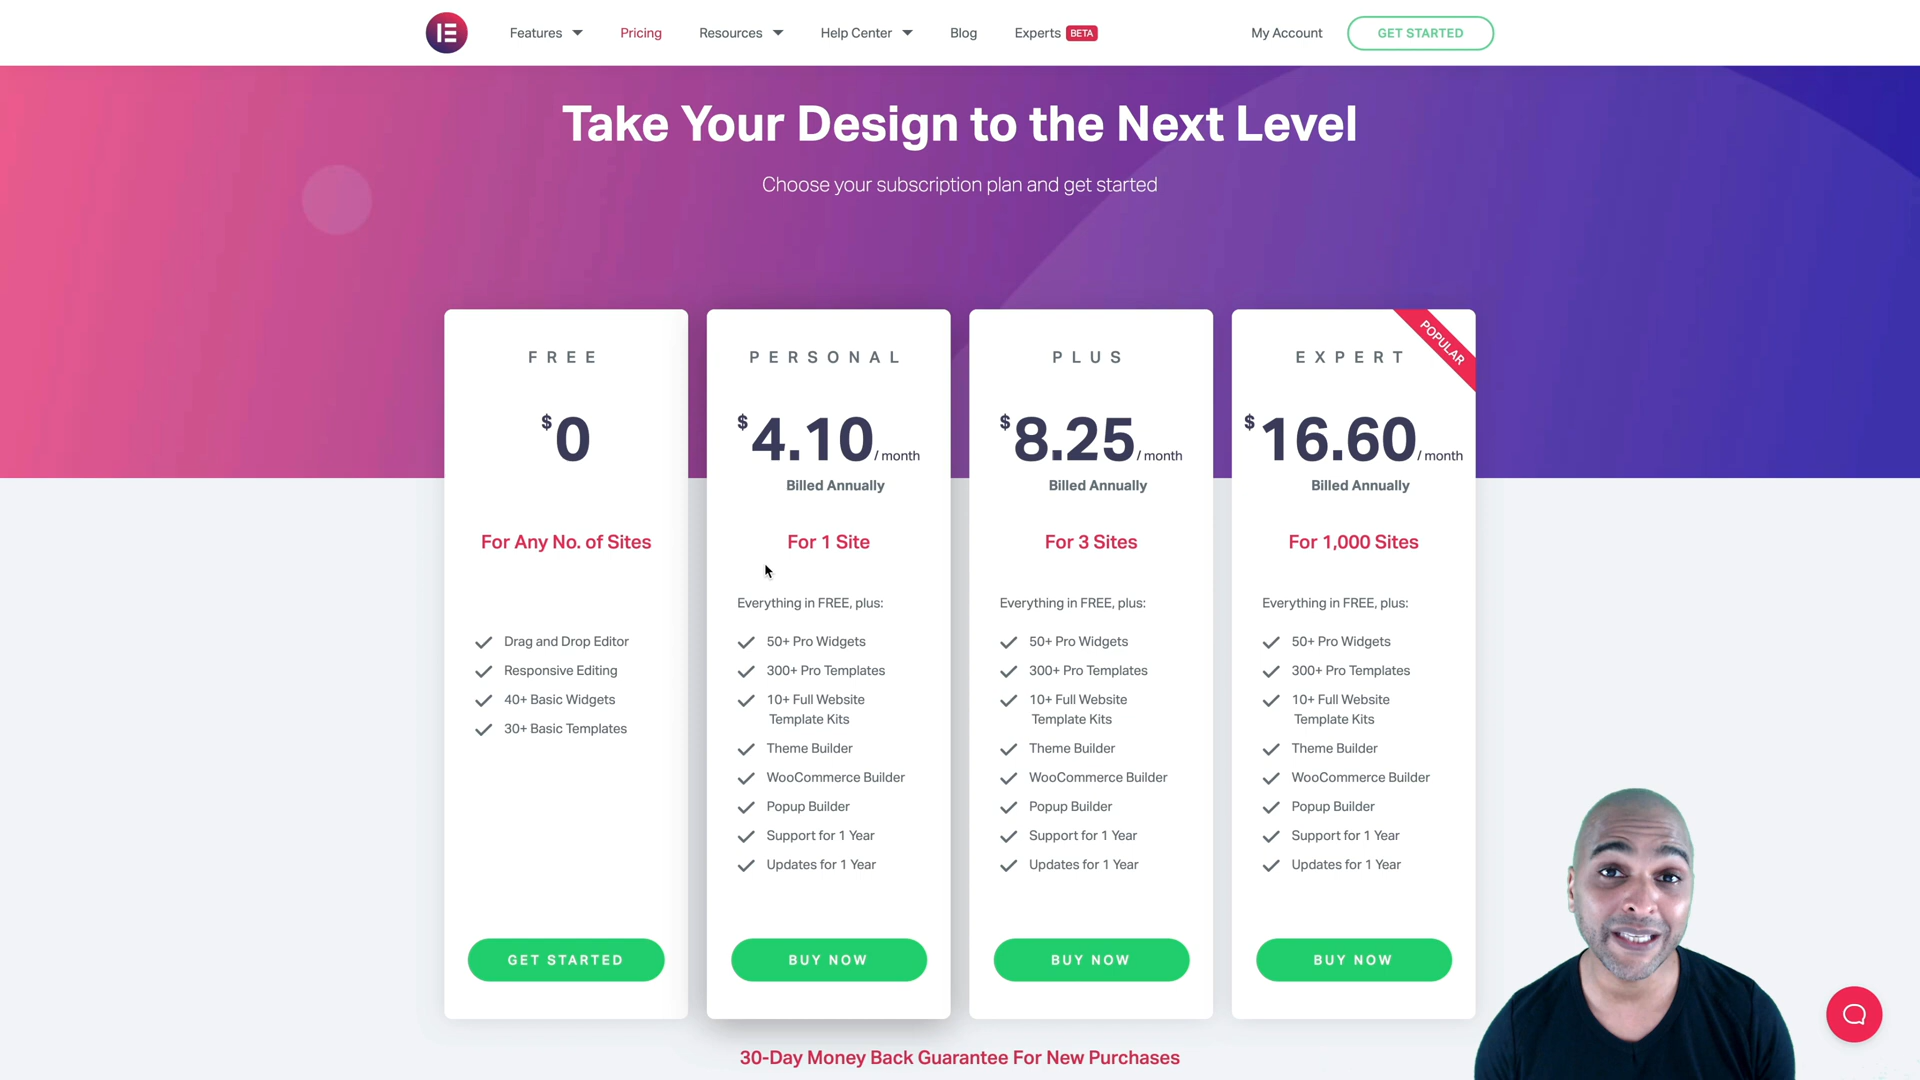 Features
Pricing
Resources
Help Center
Blog
Experts BETA
My Account
GET STARTED
Take Your Design to the Next Level
Choose your subscription plan and get started
FREE
$0
For Any No. of Sites
Drag and Drop Editor
Responsive Editing
40+ Basic Widgets
30+ Basic Templates
GET STARTED
PERSONAL
$4.10/ month
Billed Annually
For 1 Site
Everything in FREE, plus:
50+ Pro Widgets
300+ Pro Templates
10+ Full Website
Template Kits
Theme Builder
WooCommerce Builder
Popup Builder
Support for 1 Year
Updates for 1 Year
BUY NOW
PLUS
$8.25/ month
Billed Annually
For 3 Sites
Everything in FREE, plus:
50+ Pro Widgets
300+ Pro Templates
10+ Full Website
Template Kits
Theme Builder
WooCommerce Builder
Popup Builder
Support for 1 Year
Updates for 1 Year
BUY NOW
EXPERT
POPULAR
$16.60/ month
Billed Annually
For 1,000 Sites
Everything in FREE, plus:
50+ Pro Widgets
300+ Pro Templates
10+ Full Website
Template Kits
Theme Builder
WooCommerce Builder
Popup Builder
Support for 1 Year
Updates for 1 Year
BUY NOW
30-Day Money Back Guarantee For New Purchases